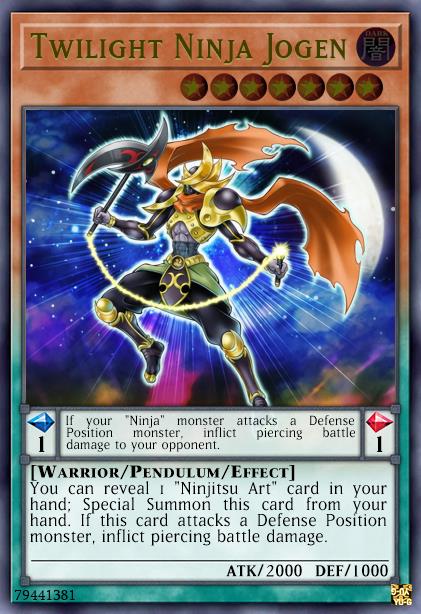 Twilight Ninja Jogen
DARK
闇
If your "Ninja" monster attacks a Defense
Position monster, inflict piercing battle
damage to your opponent.
1
1
[Warrior/Pendulum/Effect]
You can reveal 1 "Ninjitsu Art" card in your
hand; Special Summon this card from your
hand. If this card attacks a Defense Position
monster, inflict piercing battle damage.
ATK/2000 DEF/1000
79441381